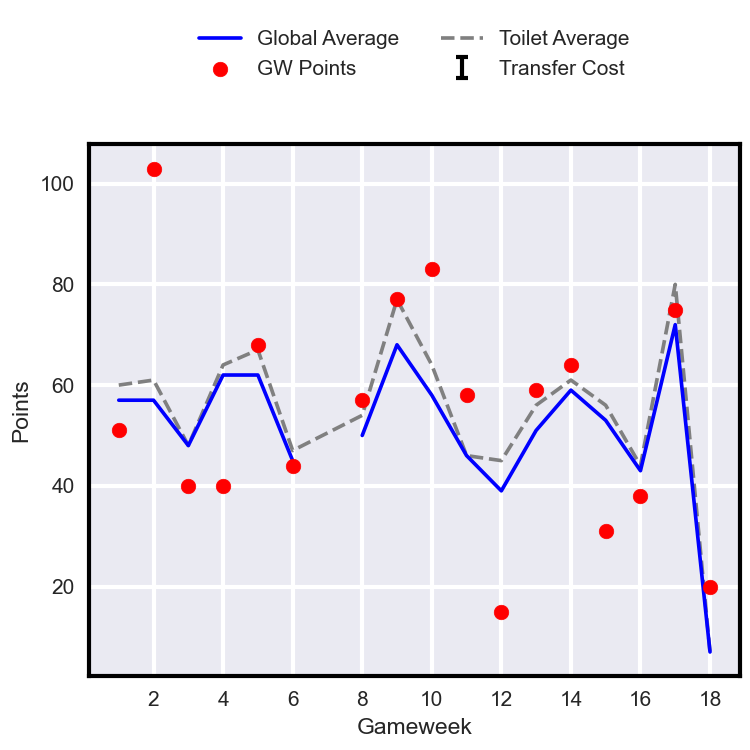 Global Average
Toilet Average
GW Points
Transfer Cost
100
80
60
40
20
Points
2 4 6 8 10 12 14 16 18
Gameweek